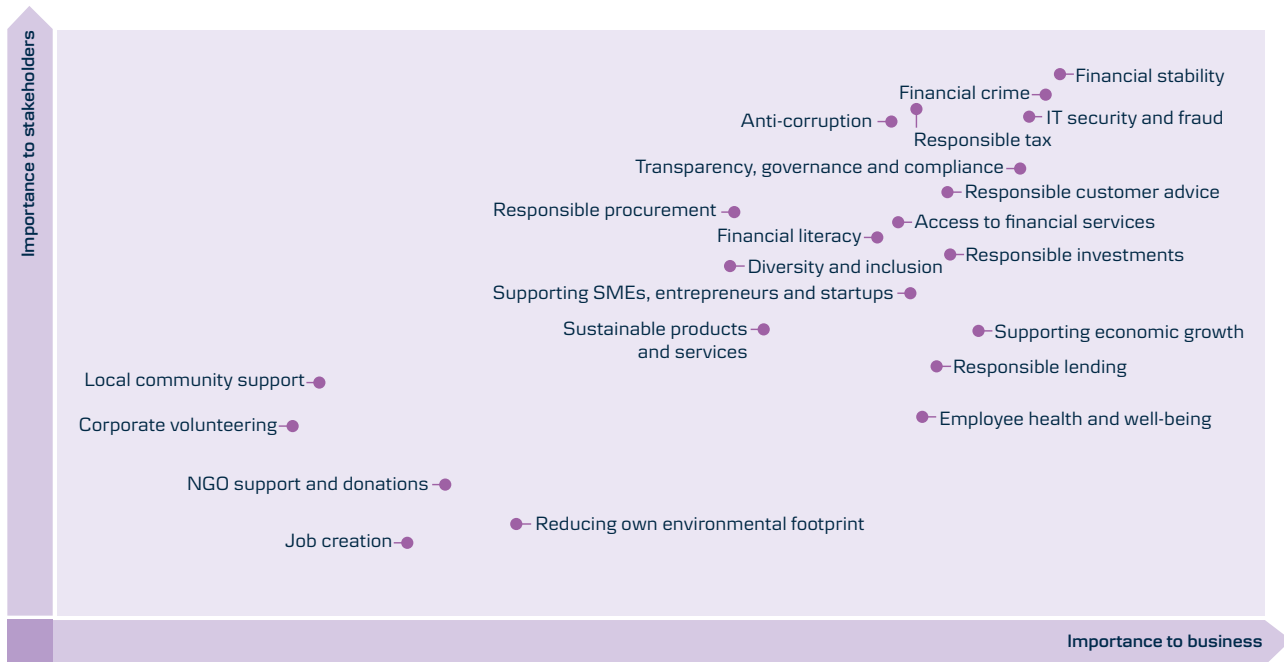 Importance to stakeholders
Financial stability
Financial crime
IT security and fraud
Anti-corruption
Responsible tax
Transparency, governance and compliance
Responsible customer advice
Responsible procurement
Access to financial services
Financial literacy
Responsible investments
Diversity and inclusion
Supporting SMEs, entrepreneurs and startups
Sustainable products
and services
Supporting economic growth
Responsible lending
Local community support
Employee health and well-being
Corporate volunteering
NGO support and donations
Reducing own environmental footprint
Job creation
Importance to business